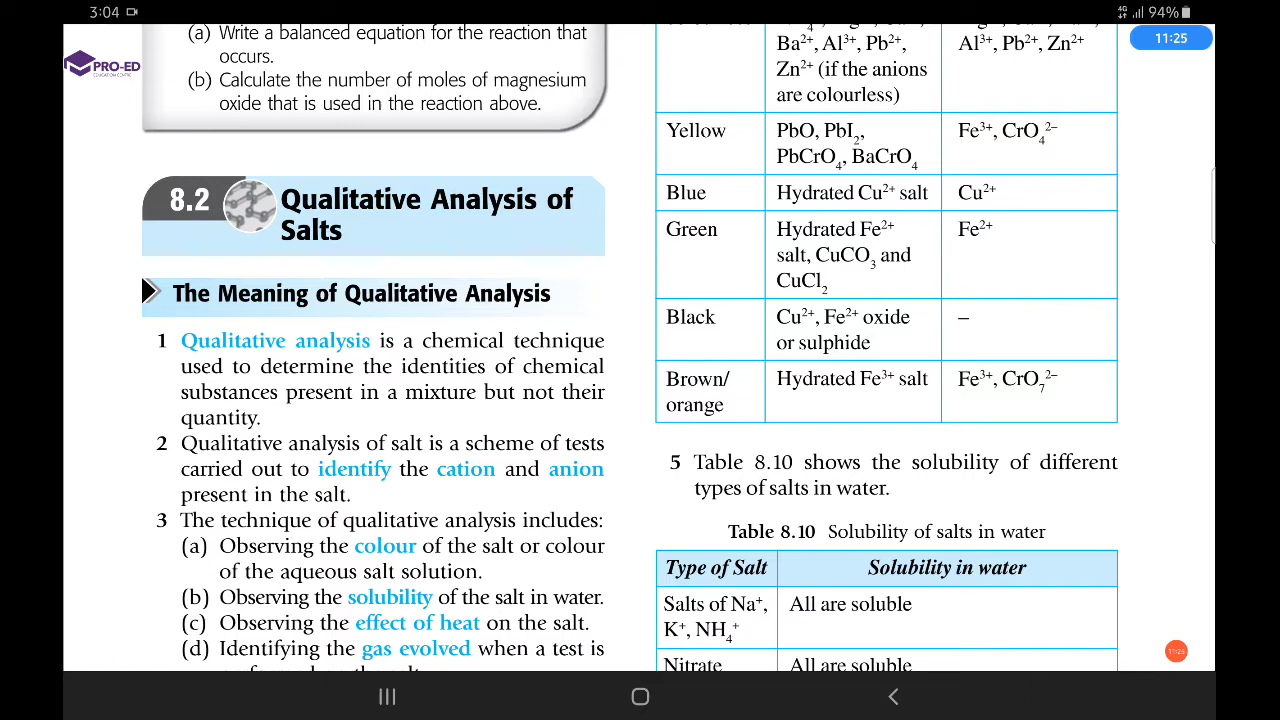 3:04
4G 94%
11:25
PRO-ED
EDUCATION CENTRE
(a) Write a balanced equation for the reaction that
occurs.
(b) Calculate the number of moles of magnesium
oxide that is used in the reaction above.
8.2 Qualitative Analysis of
Salts
The Meaning of Qualitative Analysis
1 Qualitative analysis is a chemical technique
used to determine the identities of chemical
substances present in a mixture but not their
quantity.
2 Qualitative analysis of salt is a scheme of tests
carried out to identify the cation and anion
present in the salt.
3 The technique of qualitative analysis includes:
(a) Observing the colour of the salt or colour
of the aqueous salt solution.
(b) Observing the solubility of the salt in water.
(c) Observing the effect of heat on the salt.
(d) Identifying the gas evolved when a test is
Ba²⁺, Al³⁺, Pb²⁺,
Zn²⁺ (if the anions
are colourless)
Al³⁺, Pb²⁺, Zn²⁺
Yellow
PbO, PbI₂,
PbCrO₄, BaCrO₄
Fe³⁺, CrO₄²⁻
Blue
Hydrated Cu²⁺ salt
Cu²⁺
Green
Hydrated Fe²⁺
salt, CuCO₃ and
CuCl₂
Fe²⁺
Black
Cu²⁺, Fe²⁺ oxide
or sulphide
–
Brown/
orange
Hydrated Fe³⁺ salt
Fe³⁺, CrO₇²⁻
5 Table 8.10 shows the solubility of different
types of salts in water.
Table 8.10 Solubility of salts in water
Type of Salt
Solubility in water
Salts of Na⁺,
K⁺, NH₄⁺
All are soluble
Nitrate
All are soluble
11:25